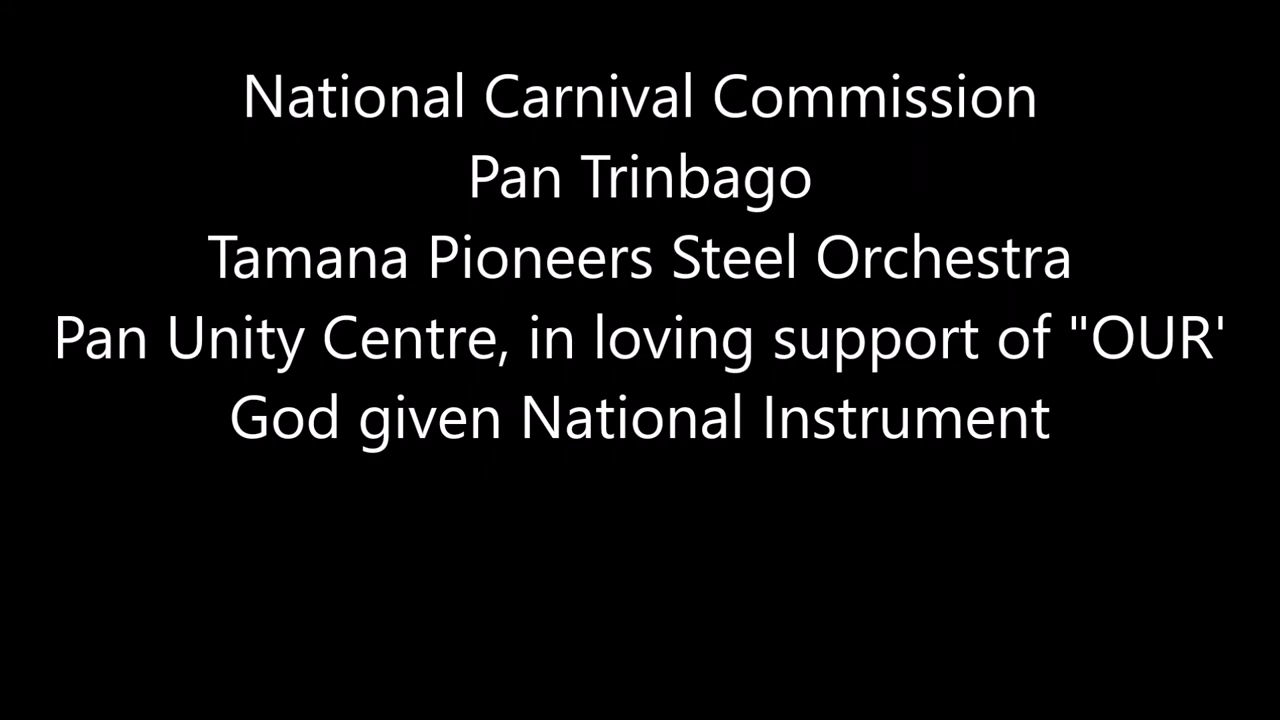 National Carnival Commission
Pan Trinbago
Tamana Pioneers Steel Orchestra
Pan Unity Centre, in loving support of "OUR'
God given National Instrument